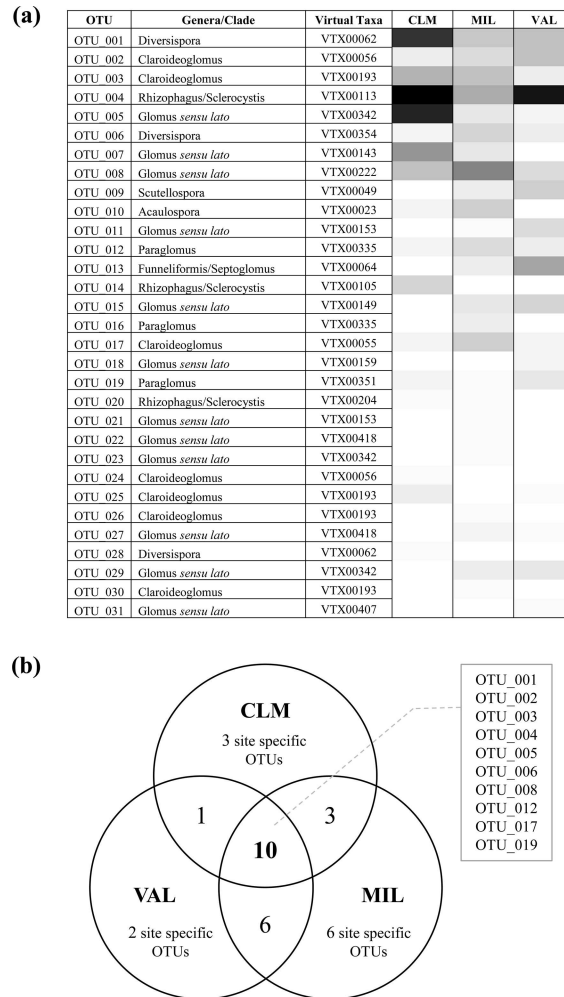 (a)
OTU Genera/Clade Virtual Taxa CLM MIL VAL
OTU_001 Diversispora VTX00062
OTU_002 Claroideoglomus VTX00056
OTU_003 Claroideoglomus VTX00193
OTU_004 Rhizophagus/Sclerocystis VTX00113
OTU_005 Glomus sensu lato VTX00342
OTU_006 Diversispora VTX00354
OTU_007 Glomus sensu lato VTX00143
OTU_008 Glomus sensu lato VTX00222
OTU_009 Scutellospora VTX00049
OTU_010 Acaulospora VTX00023
OTU_011 Glomus sensu lato VTX00153
OTU_012 Paraglomus VTX00335
OTU_013 Funneliformis/Septoglomus VTX00064
OTU_014 Rhizophagus/Sclerocystis VTX00105
OTU_015 Glomus sensu lato VTX00149
OTU_016 Paraglomus VTX00335
OTU_017 Claroideoglomus VTX00055
OTU_018 Glomus sensu lato VTX00159
OTU_019 Paraglomus VTX00351
OTU_020 Rhizophagus/Sclerocystis VTX00204
OTU_021 Glomus sensu lato VTX00153
OTU_022 Glomus sensu lato VTX00418
OTU_023 Glomus sensu lato VTX00342
OTU_024 Claroideoglomus VTX00056
OTU_025 Claroideoglomus VTX00193
OTU_026 Claroideoglomus VTX00193
OTU_027 Glomus sensu lato VTX00418
OTU_028 Diversispora VTX00062
OTU_029 Glomus sensu lato VTX00342
OTU_030 Claroideoglomus VTX00193
OTU_031 Glomus sensu lato VTX00407
(b)
CLM
3 site specific
OTUs
1
3
10
VAL
2 site specific
OTUs
6
MIL
6 site specific
OTUs
OTU_001
OTU_002
OTU_003
OTU_004
OTU_005
OTU_006
OTU_008
OTU_012
OTU_017
OTU_019